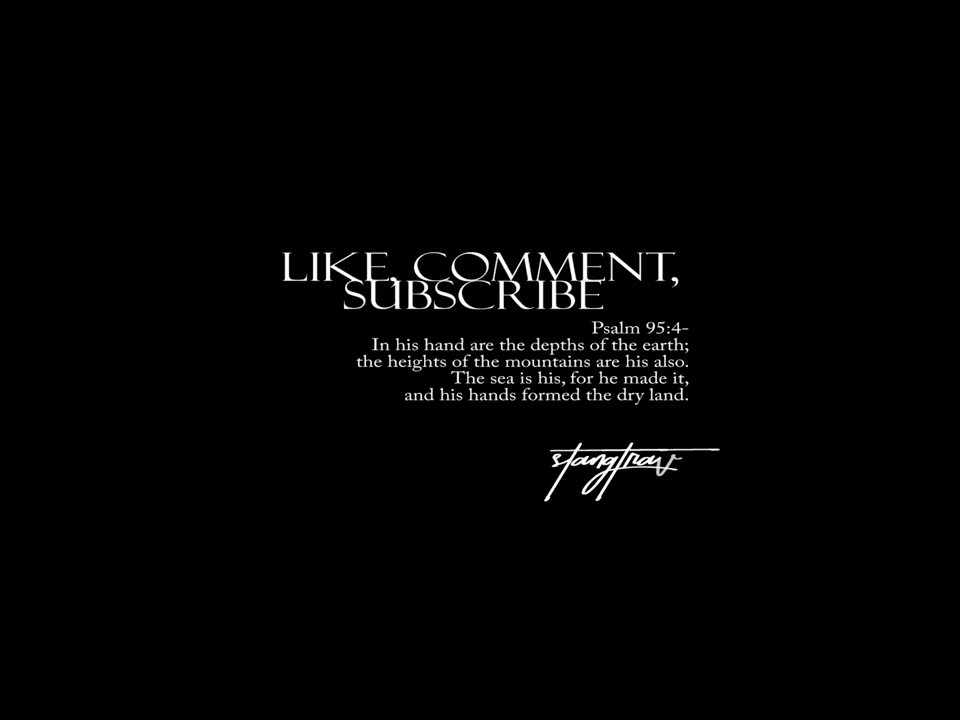 LIKE, COMMENT,
SUBSCRIBE
Psalm 95:4-
In his hand are the depths of the earth;
the heights of the mountains are his also.
The sea is his, for he made it,
and his hands formed the dry land.
stangtrav